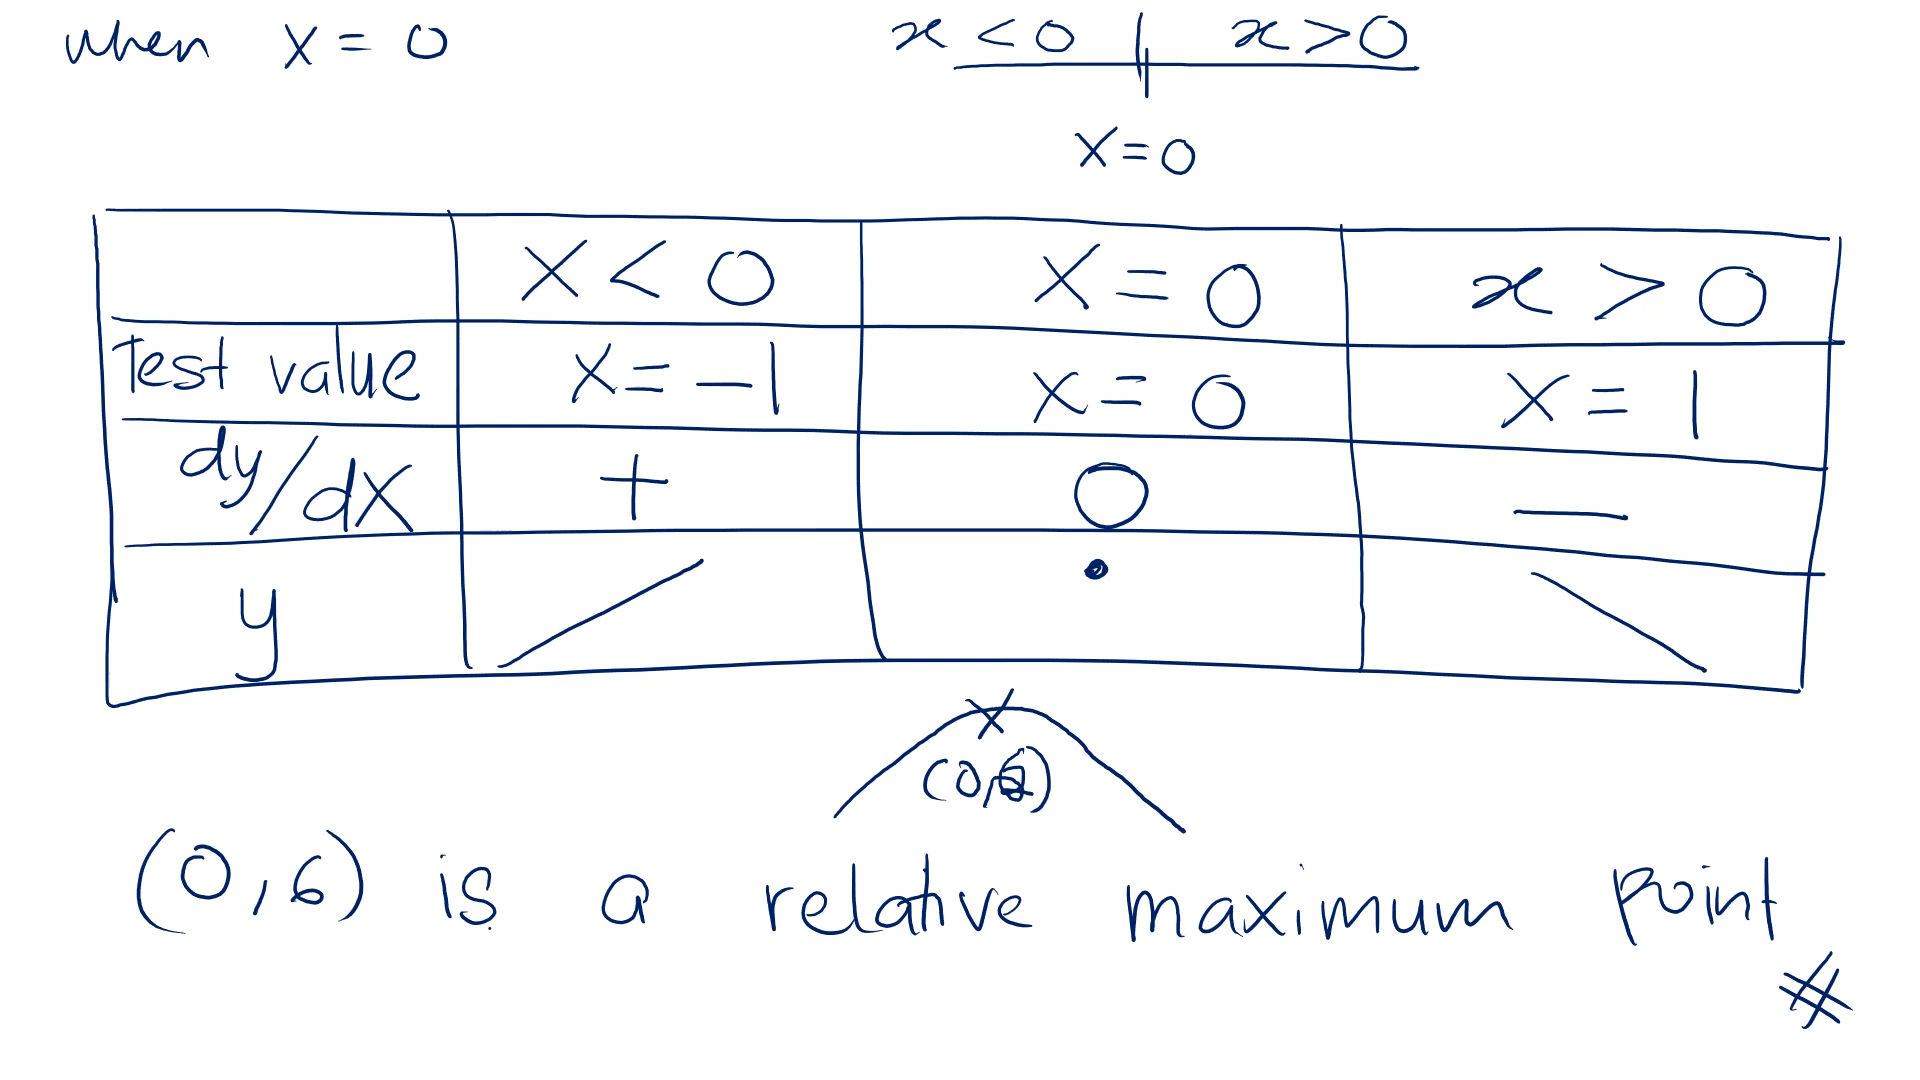 when x = 0
x < 0 | x > 0
x = 0
x < 0 x = 0 x > 0
Test value x = -1 x = 0 x = 1
dy/dx + 0 -
y
(0,
(0,6) is a relative maximum point
#